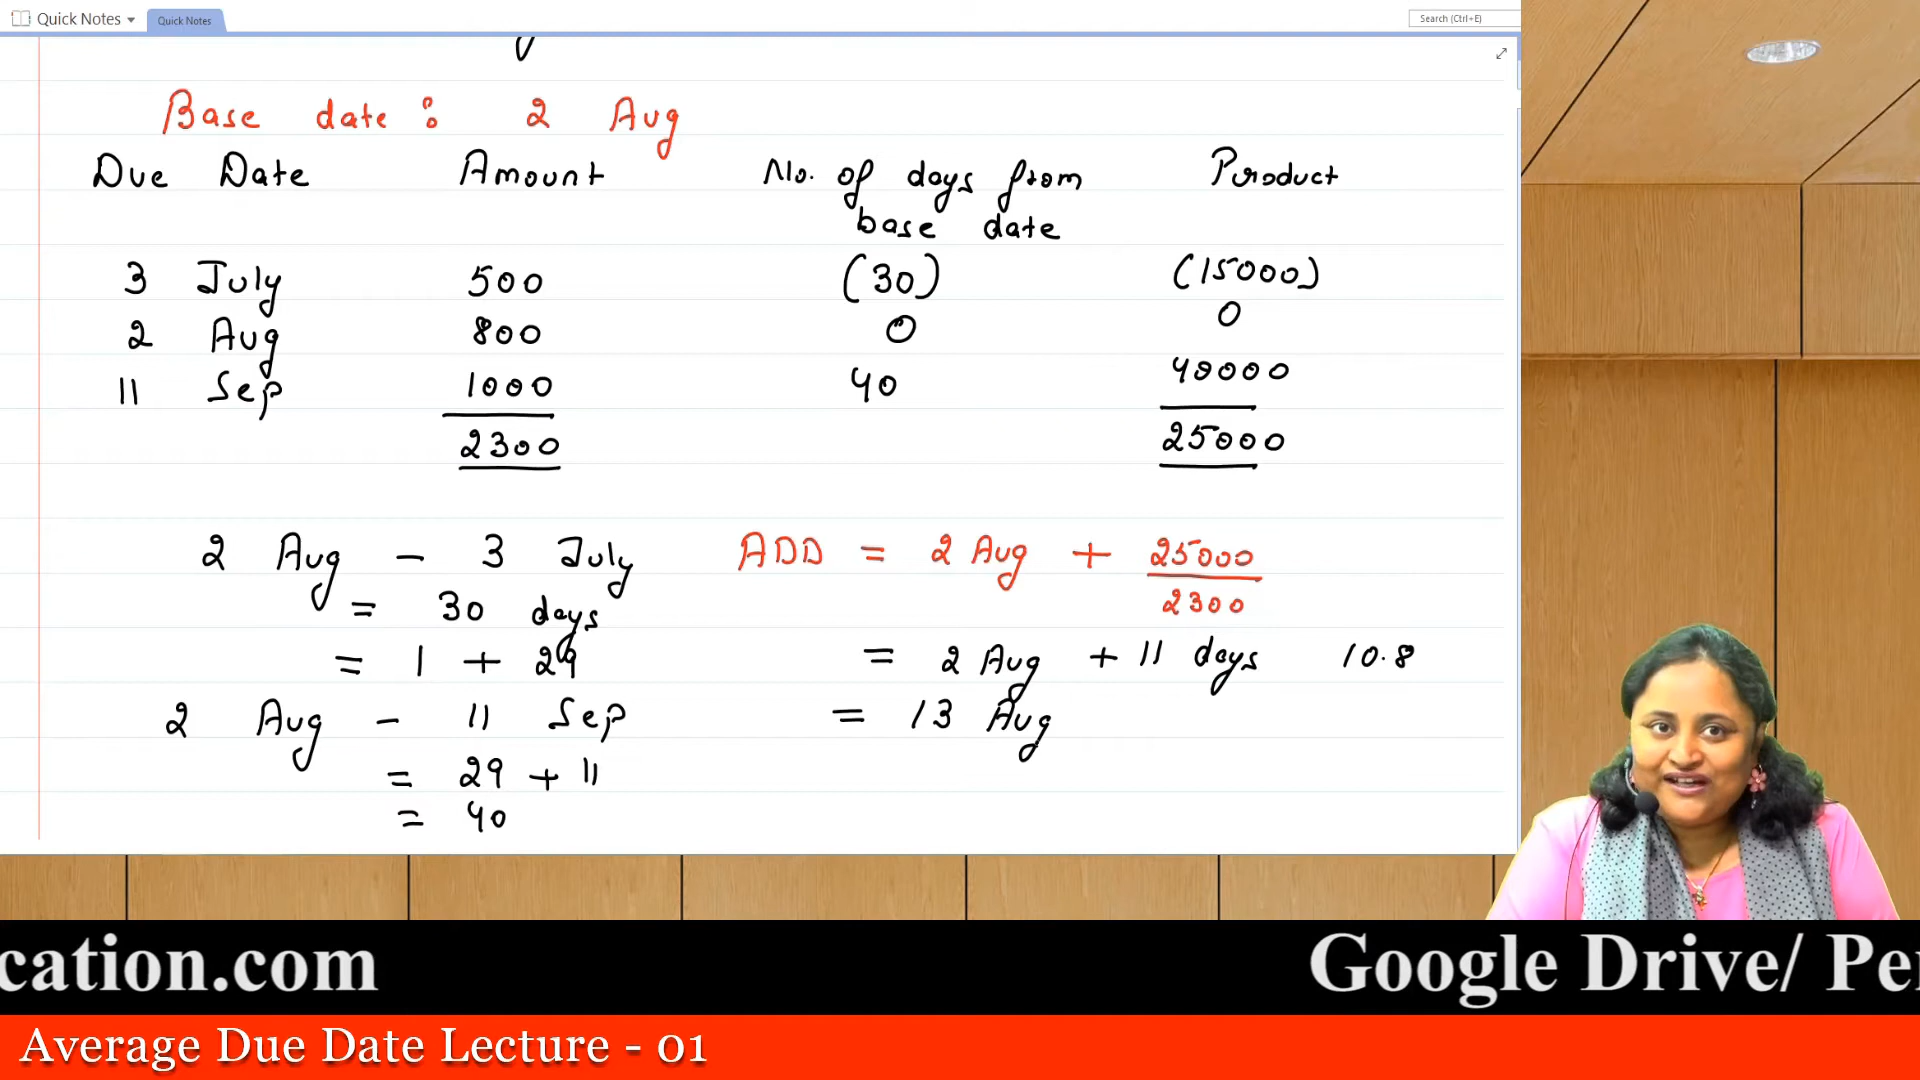 Quick Notes
Quick Notes
Search (Ctrl+E)
Base date : 2 Aug
Due Date Amount No. of days from base date Product
3 July 500 (30) (15000)
2 Aug 800 0 0
11 Sep 1000 40 40000
2300 25000
2 Aug - 3 July
= 30 days
= 1 + 29
2 Aug - 11 Sep
= 29 + 11
= 40
ADD = 2 Aug + 25000
2300
= 2 Aug + 11 days 10.8
= 13 Aug
cation.com Google Drive/ Pe
Average Due Date Lecture - 01